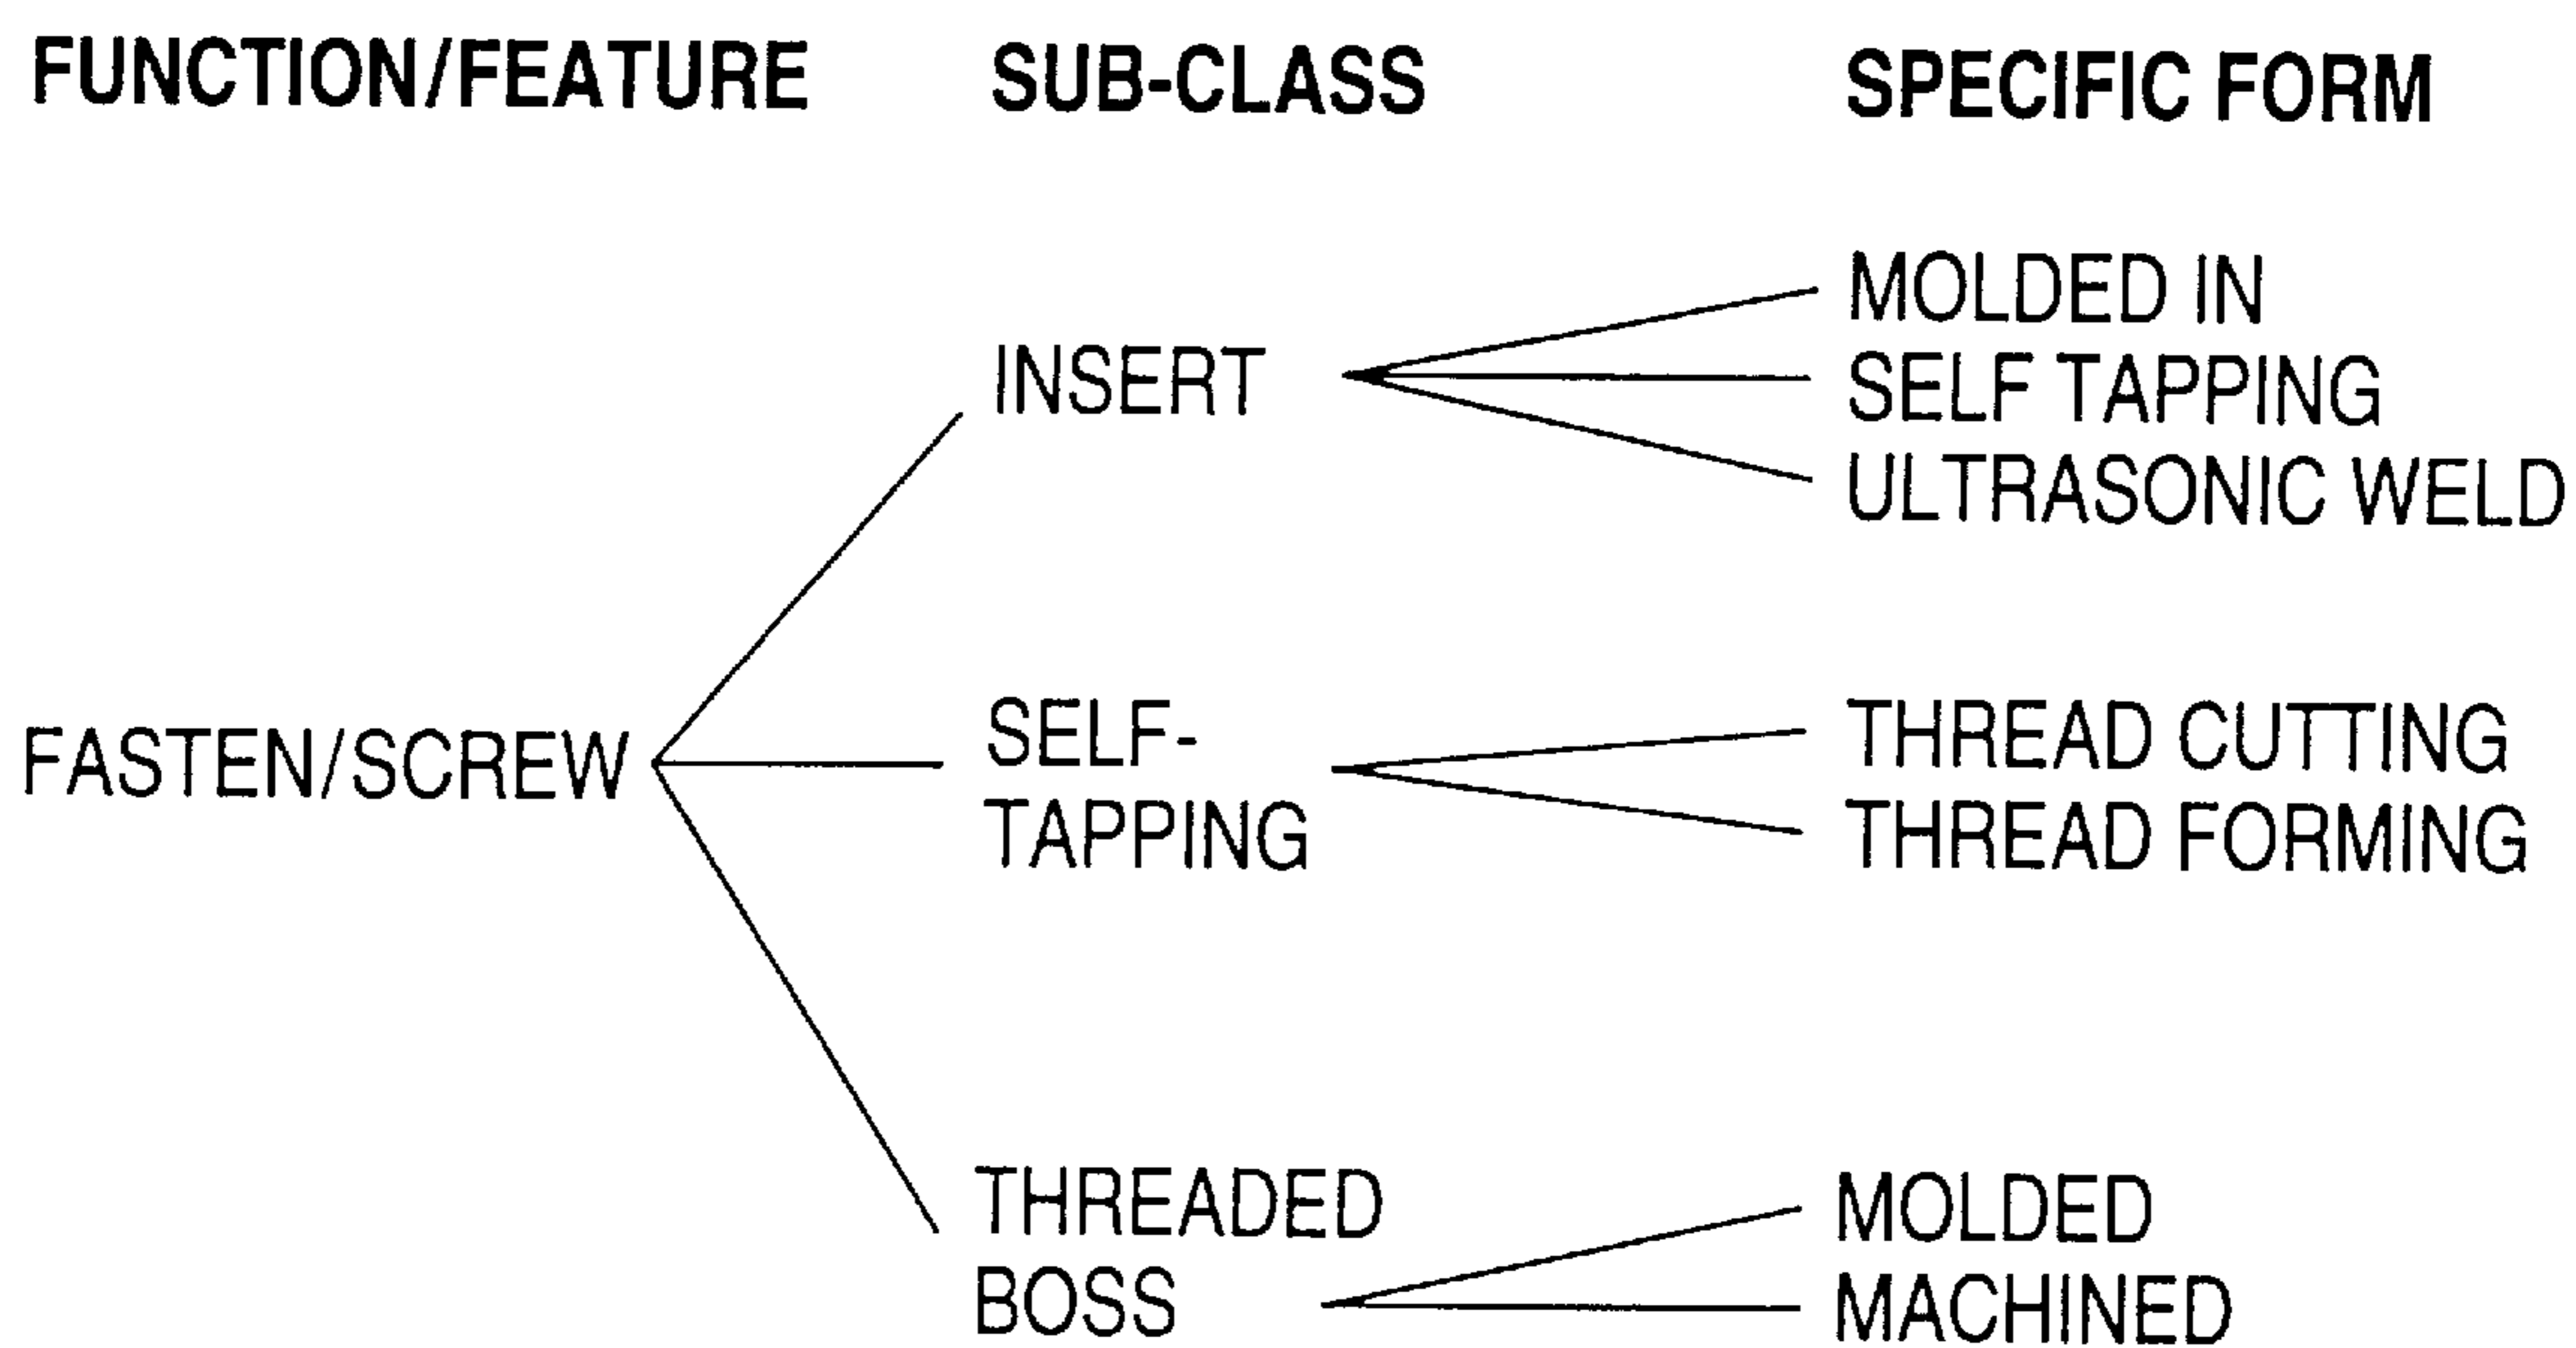 FUNCTION/FEATURE SUB-CLASS SPECIFIC FORM
MOLDED IN
INSERT SELF TAPPING
ULTRASONIC WELD
FASTEN/SCREW SELF- THREAD CUTTING
TAPPING THREAD FORMING
THREADED MOLDED
BOSS MACHINED